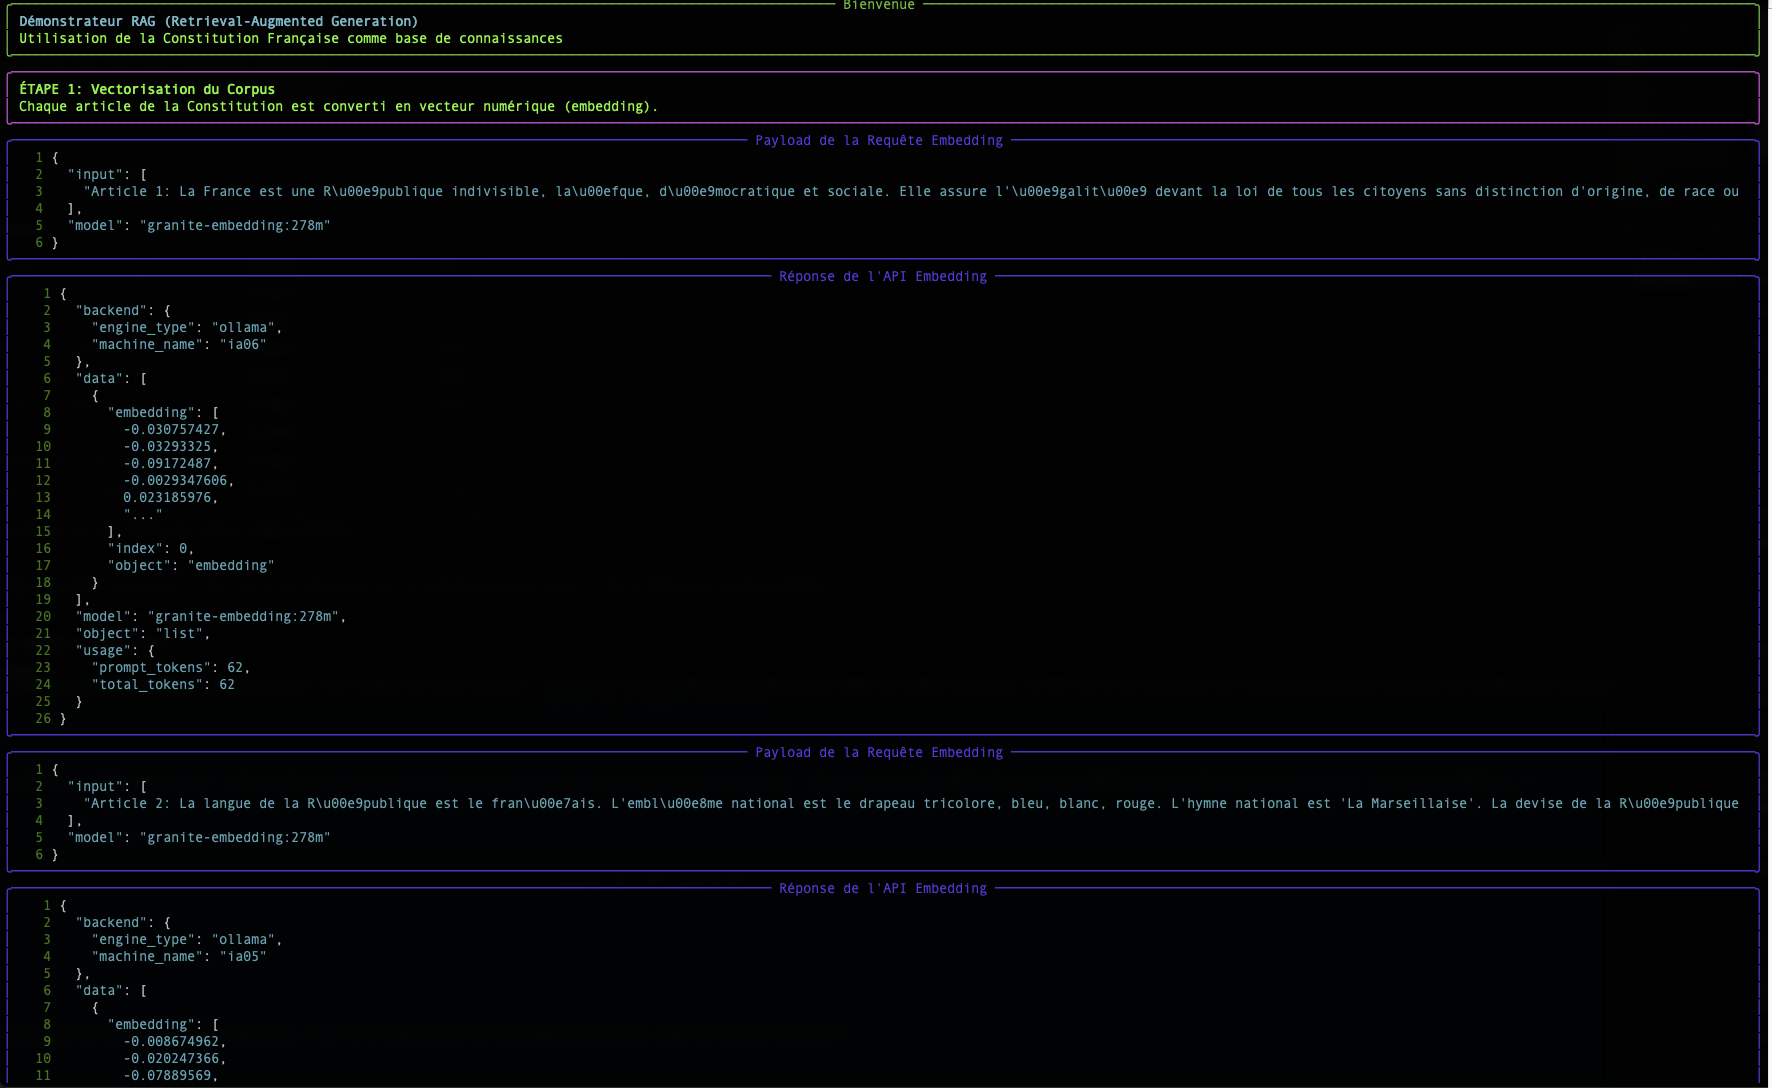 Bienvenue
Démonstrateur RAG (Retrieval-Augmented Generation)
Utilisation de la Constitution Française comme base de connaissances
ÉTAPE 1: Vectorisation du Corpus
Chaque article de la Constitution est converti en vecteur numérique (embedding).
Payload de la Requête Embedding
1 {
2   "input": [
3     "Article 1: La France est une R\u00e9publique indivisible, la\u00efque, d\u00e9mocratique et sociale. Elle assure l'\u00e9galit\u00e9 devant la loi de tous les citoyens sans distinction d'origine, de race ou
4   ],
5   "model": "granite-embedding:278m"
6 }
Réponse de l'API Embedding
1 {
2   "backend": {
3     "engine_type": "ollama",
4     "machine_name": "ia06"
5   },
6   "data": [
7     {
8       "embedding": [
9         -0.030757427,
10         -0.03293325,
11         -0.09172487,
12         -0.0029347606,
13         0.023185976,
14         "..."
15       ],
16       "index": 0,
17       "object": "embedding"
18     }
19   ],
20   "model": "granite-embedding:278m",
21   "object": "list",
22   "usage": {
23     "prompt_tokens": 62,
24     "total_tokens": 62
25   }
26 }
Payload de la Requête Embedding
1 {
2   "input": [
3     "Article 2: La langue de la R\u00e9publique est le fran\u00e7ais. L'embl\u00e8me national est le drapeau tricolore, bleu, blanc, rouge. L'hymne national est 'La Marseillaise'. La devise de la R\u00e9publique
4   ],
5   "model": "granite-embedding:278m"
6 }
Réponse de l'API Embedding
1 {
2   "backend": {
3     "engine_type": "ollama",
4     "machine_name": "ia05"
5   },
6   "data": [
7     {
8       "embedding": [
9         -0.008674962,
10         -0.020247366,
11         -0.07889569,